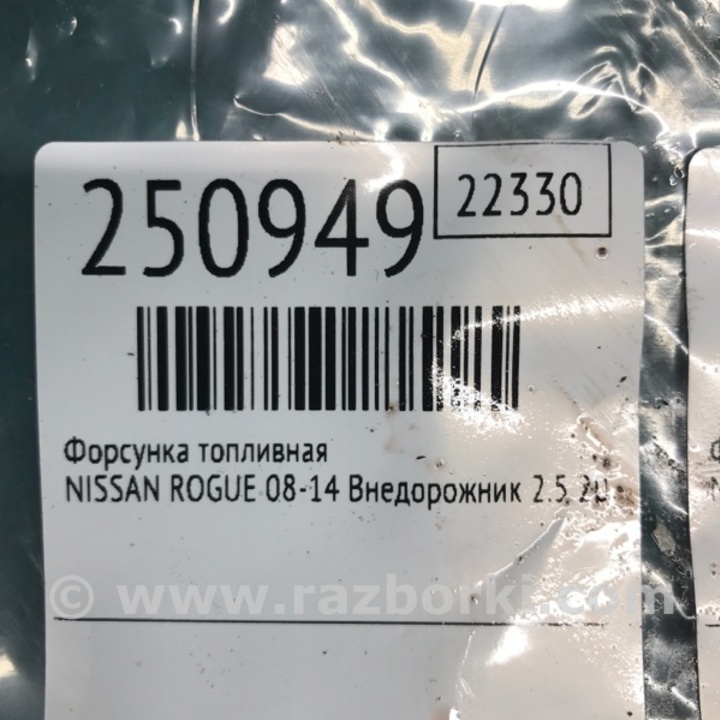 250949
22330
Форсунка топливная
NISSAN ROGUE 08-14 Внедорожник 2.5
© www.razborki.com